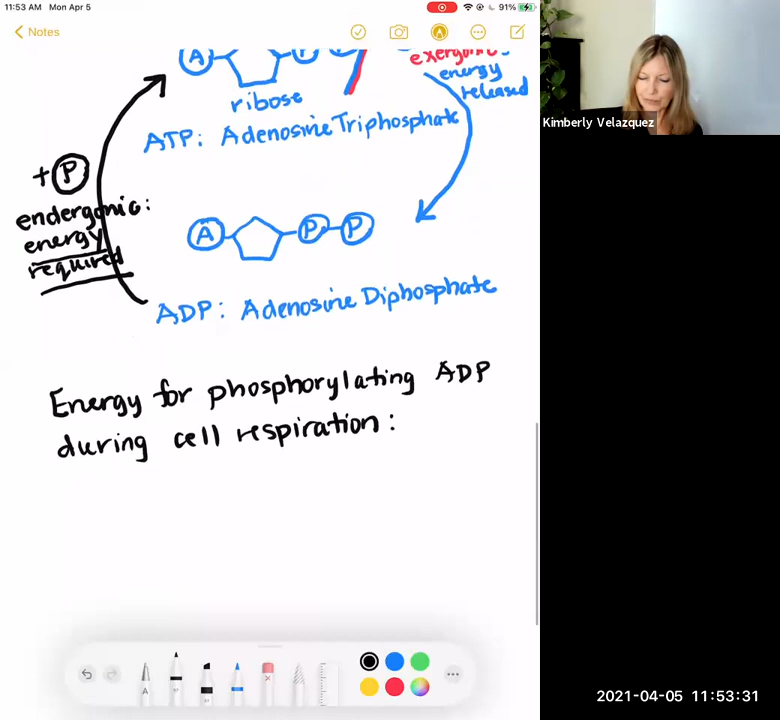 11:53 AM Mon Apr 5
91%
Notes
A P
exergonic:
energy
released
ribose
ATP: Adenosine Triphosphate
+ P
endergonic:
energy
required
A P P
ADP: Adenosine Diphosphate
Energy for phosphorylating ADP
during cell respiration:
A
Kimberly Velazquez
2021-04-05 11:53:31